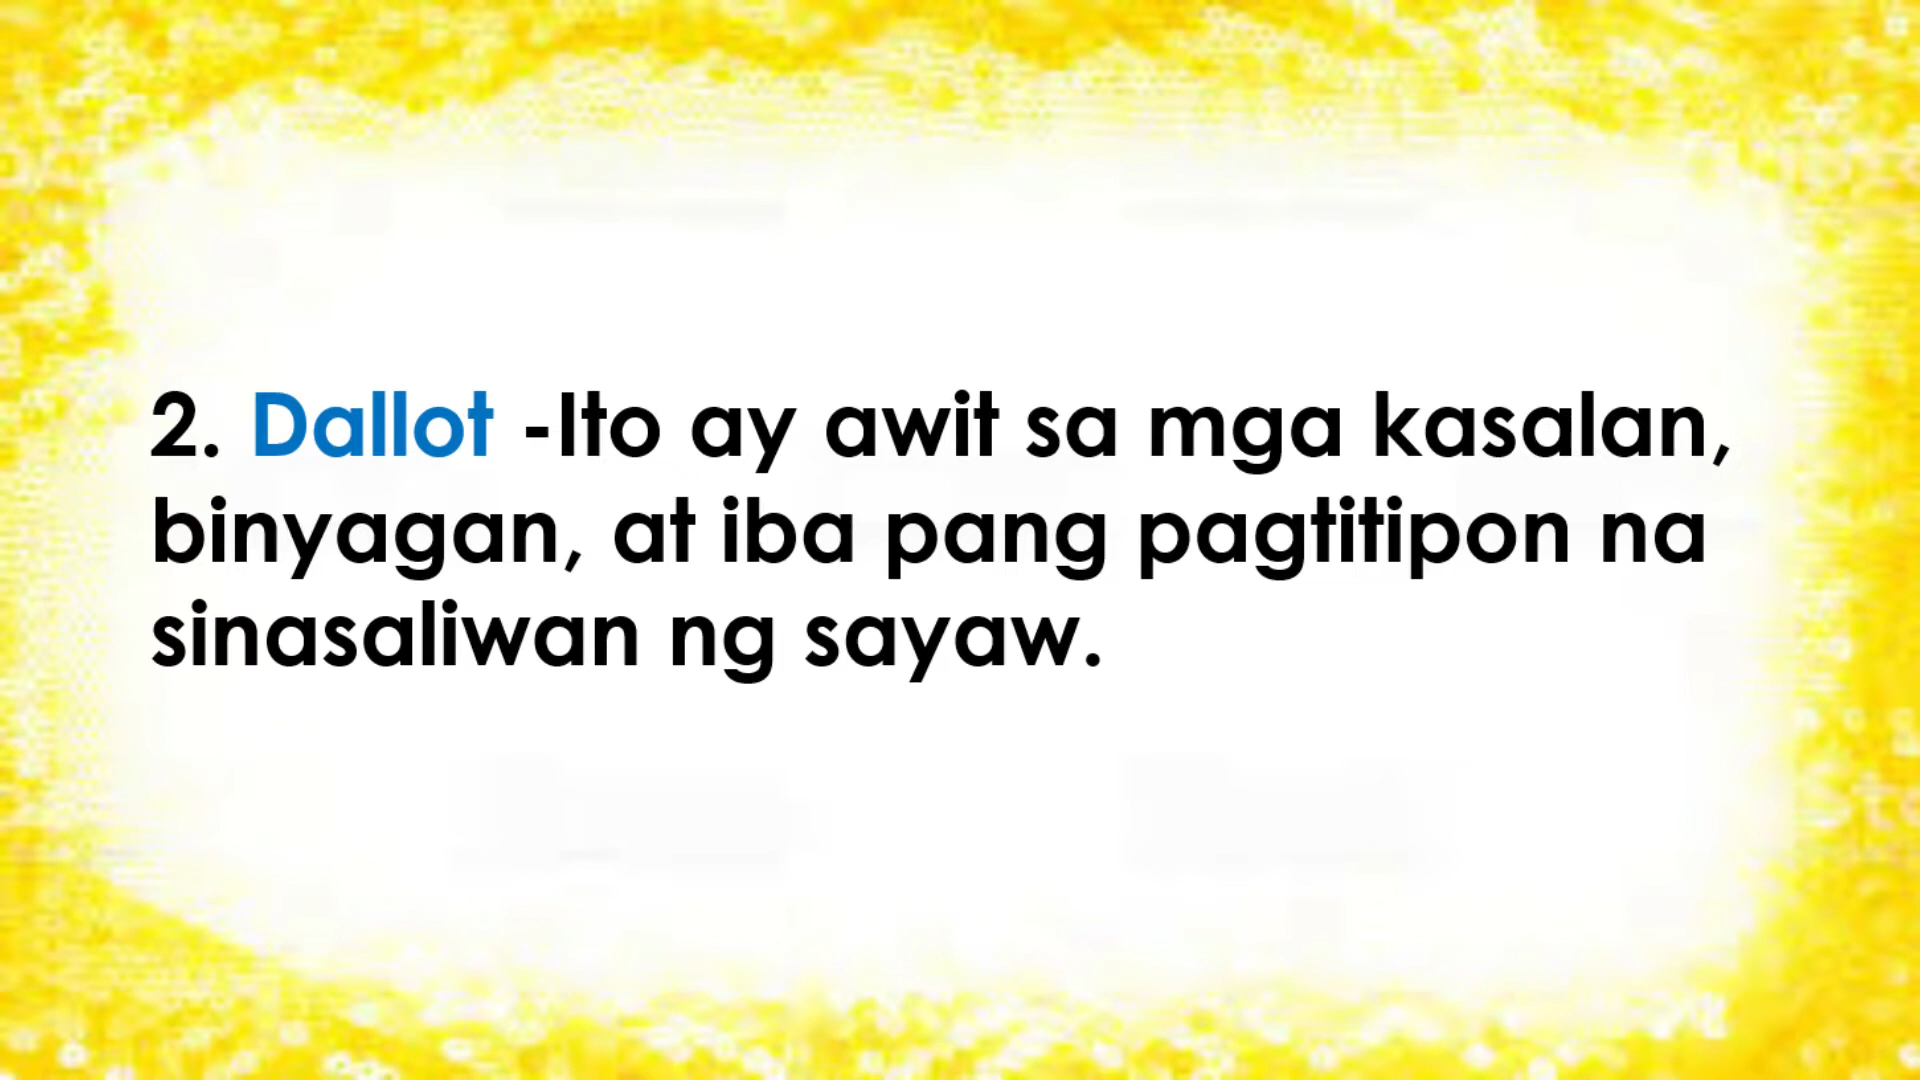 2. Dallot -Ito ay awit sa mga kasalan,
binyagan, at iba pang pagtitipon na
sinasaliwan ng sayaw.